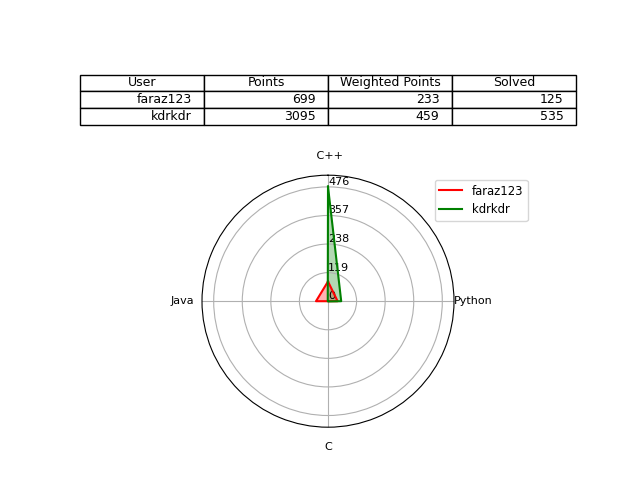 User Points Weighted Points Solved
faraz123 699 233 125
kdrkdr 3095 459 535
C++
476
faraz123
kdrkdr
357
238
119
Java
0
Python
C